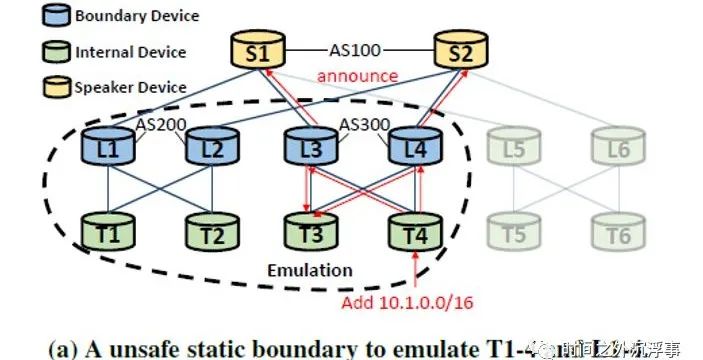 Boundary Device
Internal Device
Speaker Device
S1
AS100
S2
announce
AS200
AS300
L1
L2
L3
L4
L5
L6
T1
T2
T3
T4
T5
T6
Emulation
Add 10.1.0.0/16
(a) A unsafe static boundary to emulate T1-4
时间之外沉浮事